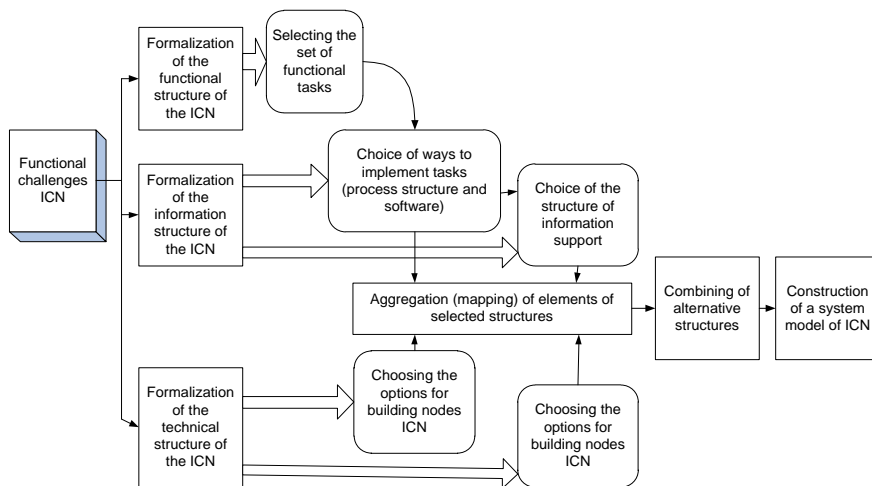 Functional
challenges
ICN
Formalization
of the
functional
structure of
the ICN
Selecting the
set of
functional
tasks
Formalization
of the
information
structure of
the ICN
Choice of ways to
implement tasks
(process structure and
software)
Choice of the
structure of
information
support
Aggregation (mapping) of elements of
selected structures
Combining of
alternative
structures
Construction
of a system
model of ICN
Formalization
of the
technical
structure of
the ICN
Choosing the
options for
building nodes
ICN
Choosing the
options for
building nodes
ICN